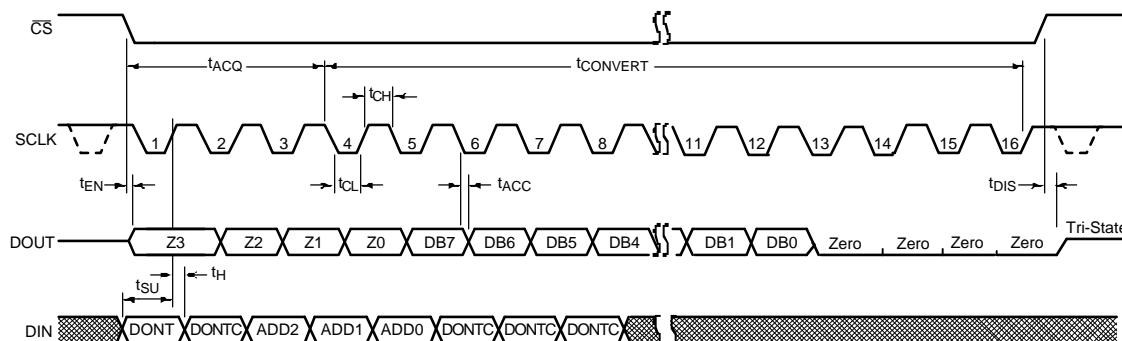 CS
tACQ
tCONVERT
tCH
SCLK
1 2 3 4 5 6 7 8 11 12 13 14 15 16
tEN
tCL
tACC
tDIS
DOUT
Z3 Z2 Z1 Z0 DB7 DB6 DB5 DB4 DB1 DB0 Zero Zero Zero Zero Tri-State
tSU
tH
DIN
DONT DONTC ADD2 ADD1 ADD0 DONTC DONTC DONTC